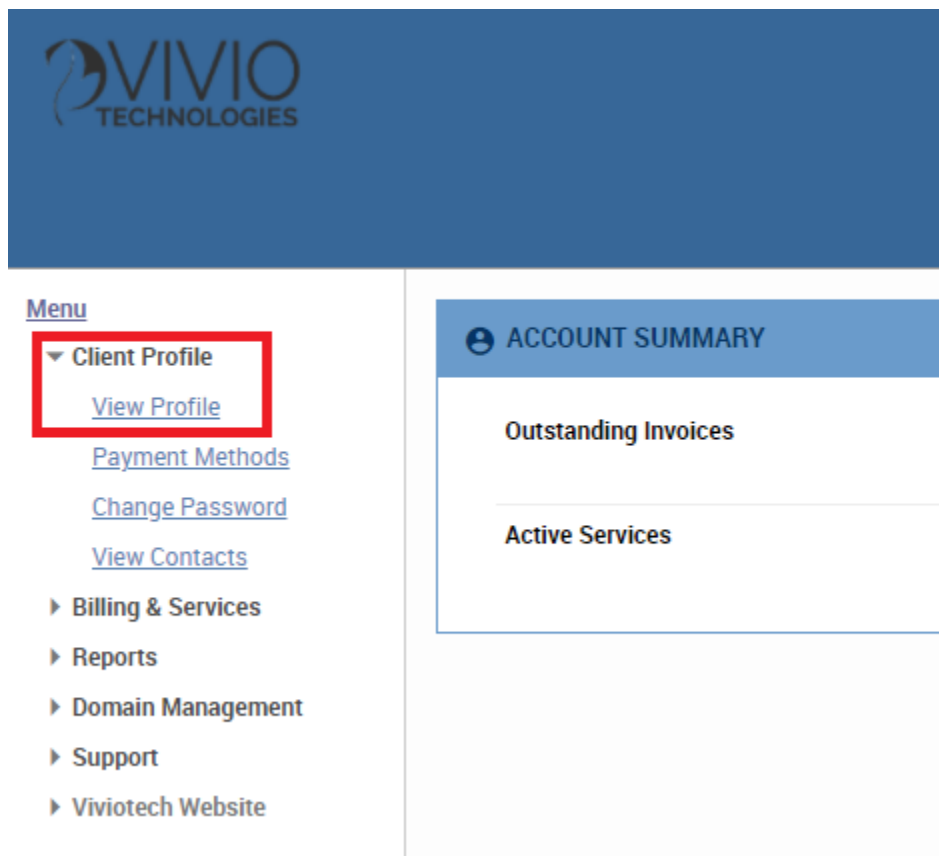 VIVIO
TECHNOLOGIES
Menu
Client Profile
View Profile
Payment Methods
Change Password
View Contacts
Billing & Services
Reports
Domain Management
Support
Viviotech Website
ACCOUNT SUMMARY
Outstanding Invoices
Active Services